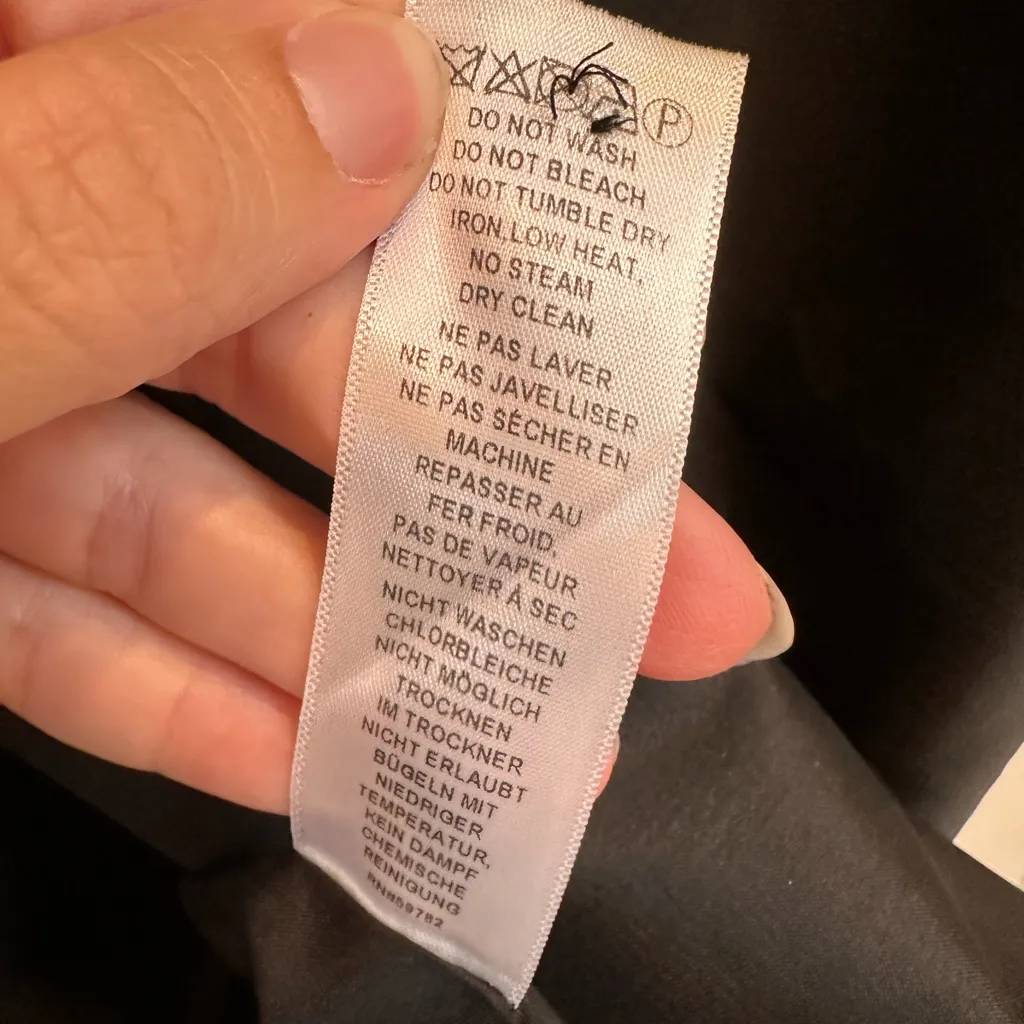 P
DO NOT WASH
DO NOT BLEACH
DO NOT TUMBLE DRY
IRON LOW HEAT,
NO STEAM
DRY CLEAN
NE PAS LAVER
NE PAS JAVELLISER
NE PAS SÉCHER EN
MACHINE
REPASSER AU
FER FROID,
PAS DE VAPEUR
NETTOYER À SEC
NICHT WASCHEN
CHLORBLEICHE
NICHT MÖGLICH
TROCKNEN
IM TROCKNER
NICHT ERLAUBT
BÜGELN MIT
NIEDRIGER
TEMPERATUR,
KEIN DAMPF
CHEMISCHE
REINIGUNG